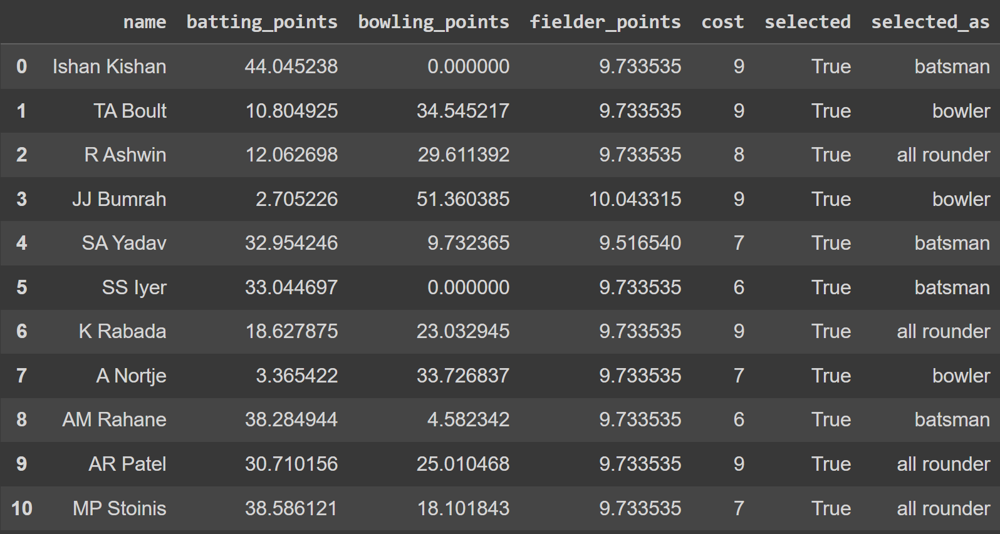 name batting_points bowling_points fielder_points cost selected selected_as
0 Ishan Kishan 44.045238 0.000000 9.733535 9 True batsman
1 TA Boult 10.804925 34.545217 9.733535 9 True bowler
2 R Ashwin 12.062698 29.611392 9.733535 8 True all rounder
3 JJ Bumrah 2.705226 51.360385 10.043315 9 True bowler
4 SA Yadav 32.954246 9.732365 9.516540 7 True batsman
5 SS Iyer 33.044697 0.000000 9.733535 6 True batsman
6 K Rabada 18.627875 23.032945 9.733535 9 True all rounder
7 A Nortje 3.365422 33.726837 9.733535 7 True bowler
8 AM Rahane 38.284944 4.582342 9.733535 6 True batsman
9 AR Patel 30.710156 25.010468 9.733535 9 True all rounder
10 MP Stoinis 38.586121 18.101843 9.733535 7 True all rounder